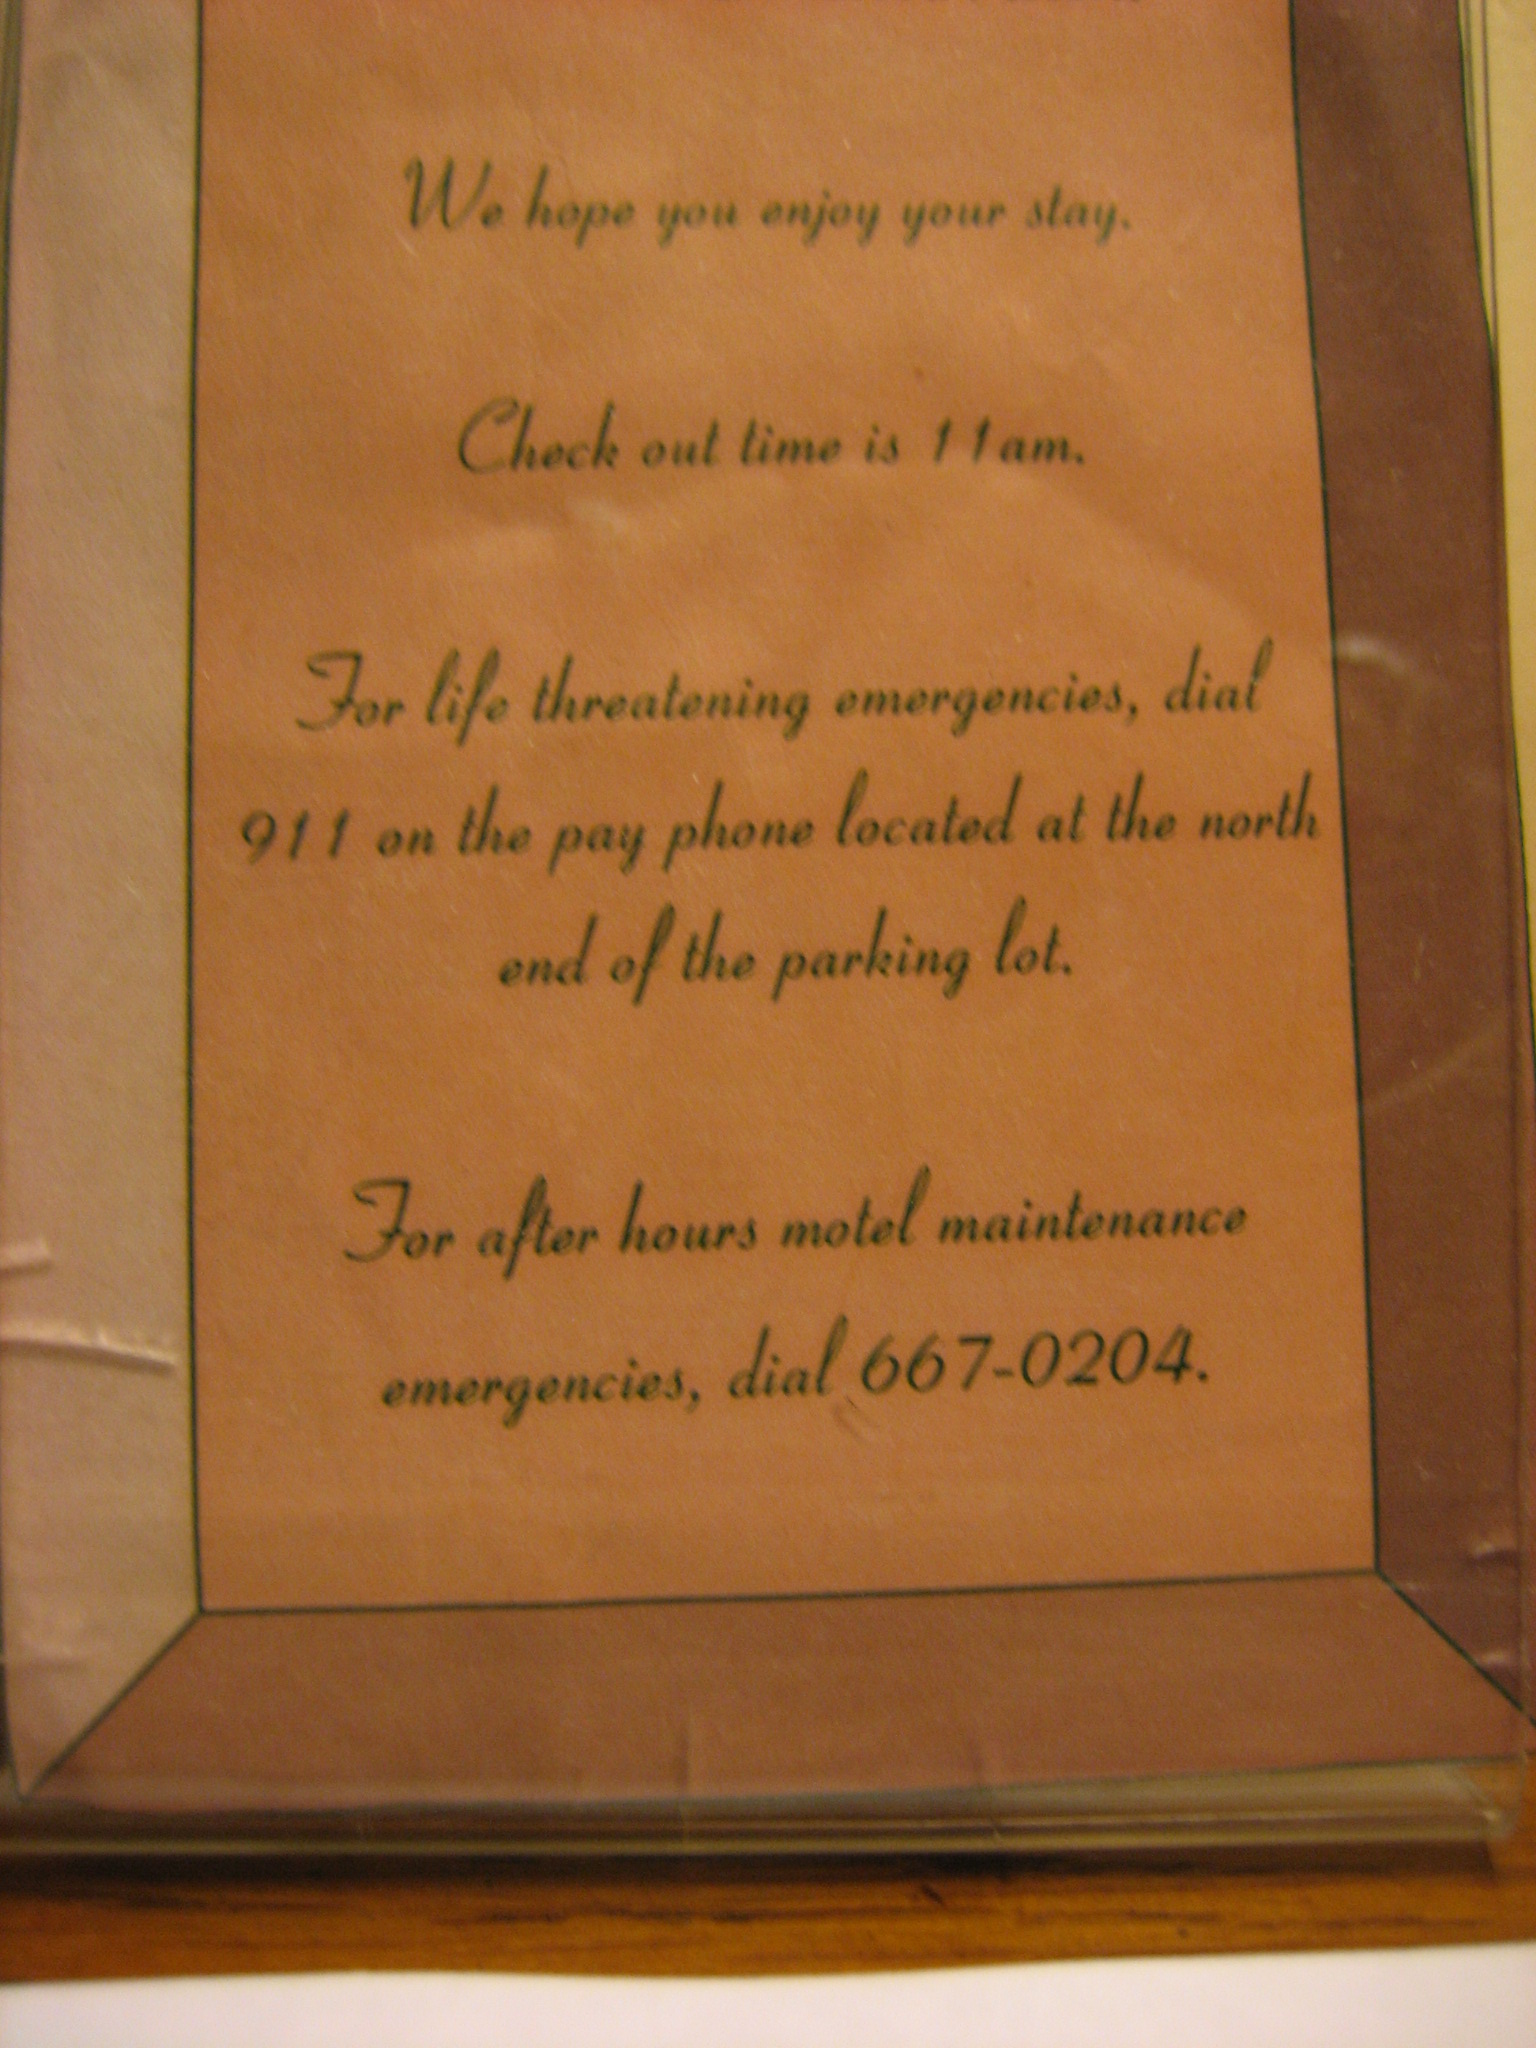 We hope you enjoy your stay.
Check out time is 11am.
For life threatening emergencies, dial
911 on the pay phone located at the north
end of the parking lot.
For after hours motel maintenance
emergencies, dial 667-0204.